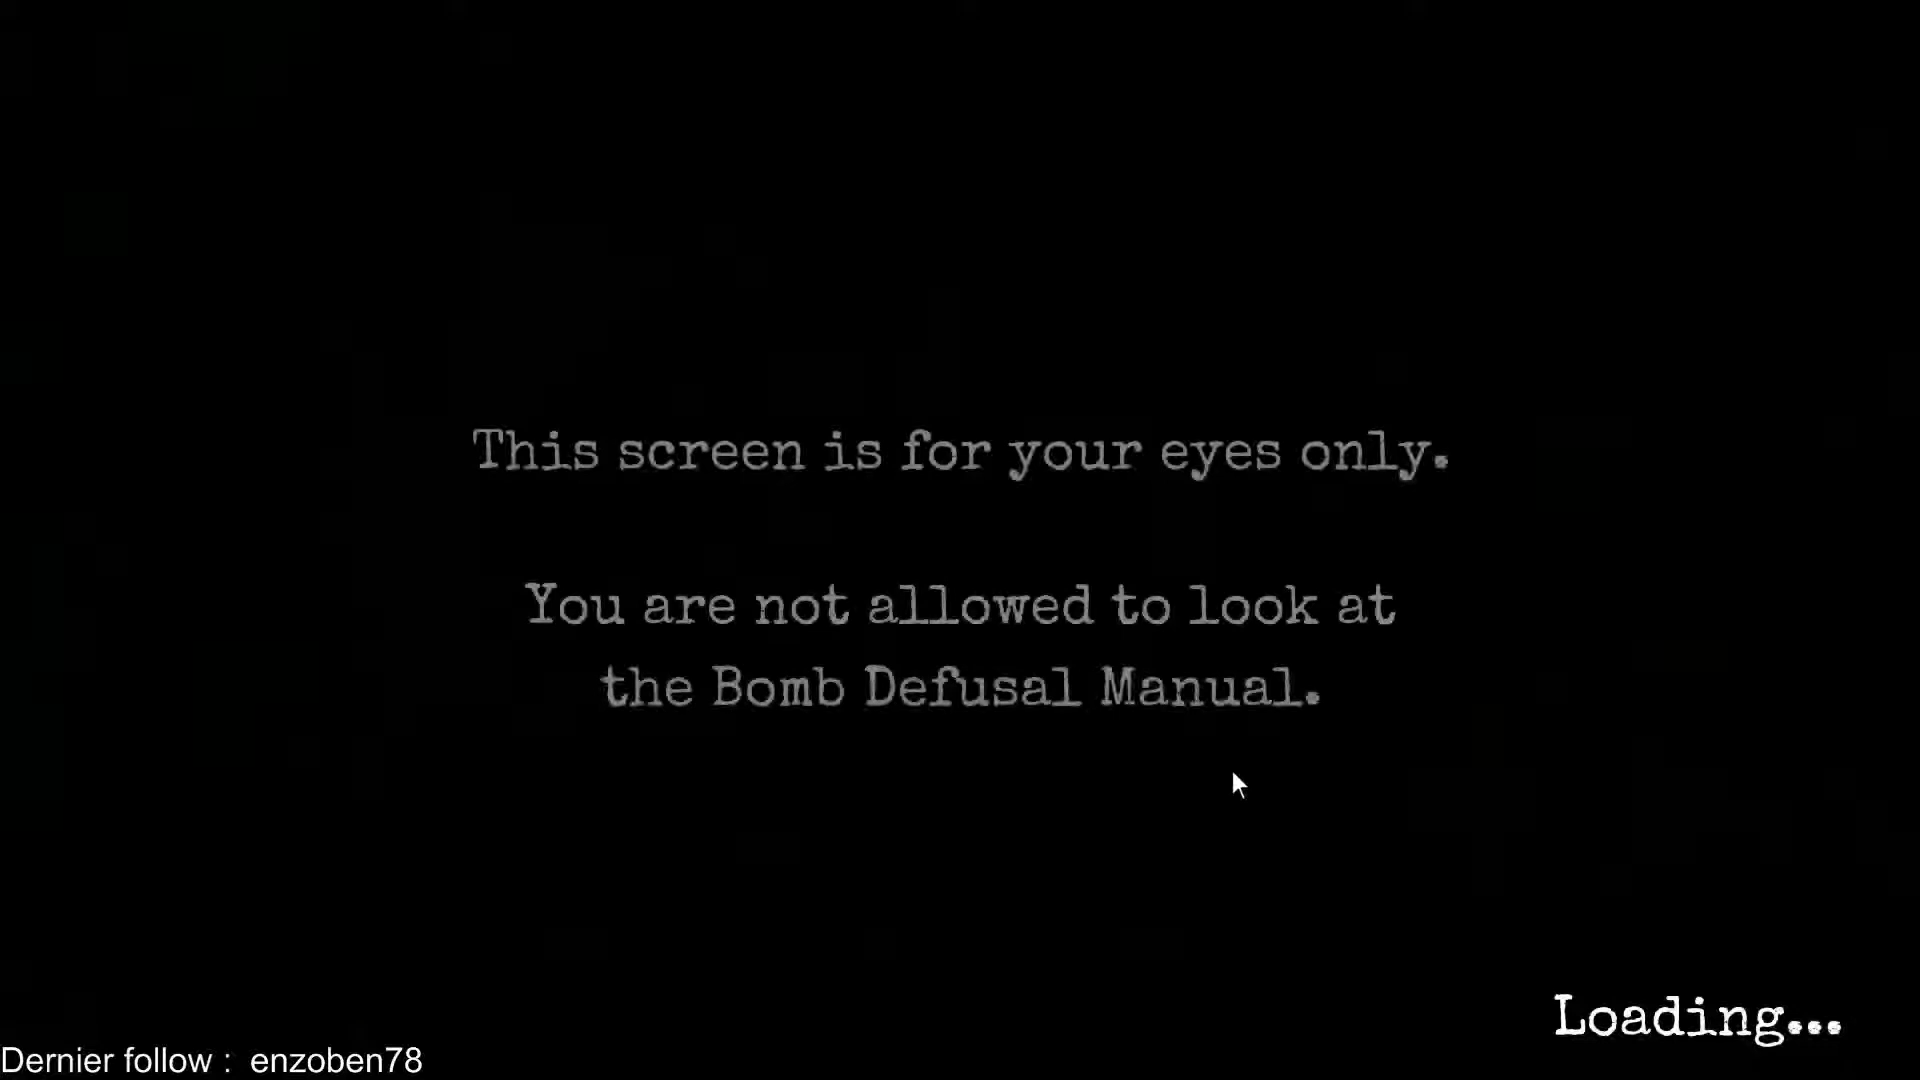 This screen is for your eyes only.
You are not allowed to look at
the Bomb Defusal Manual.
Loading...
Dernier follow : enzoben78